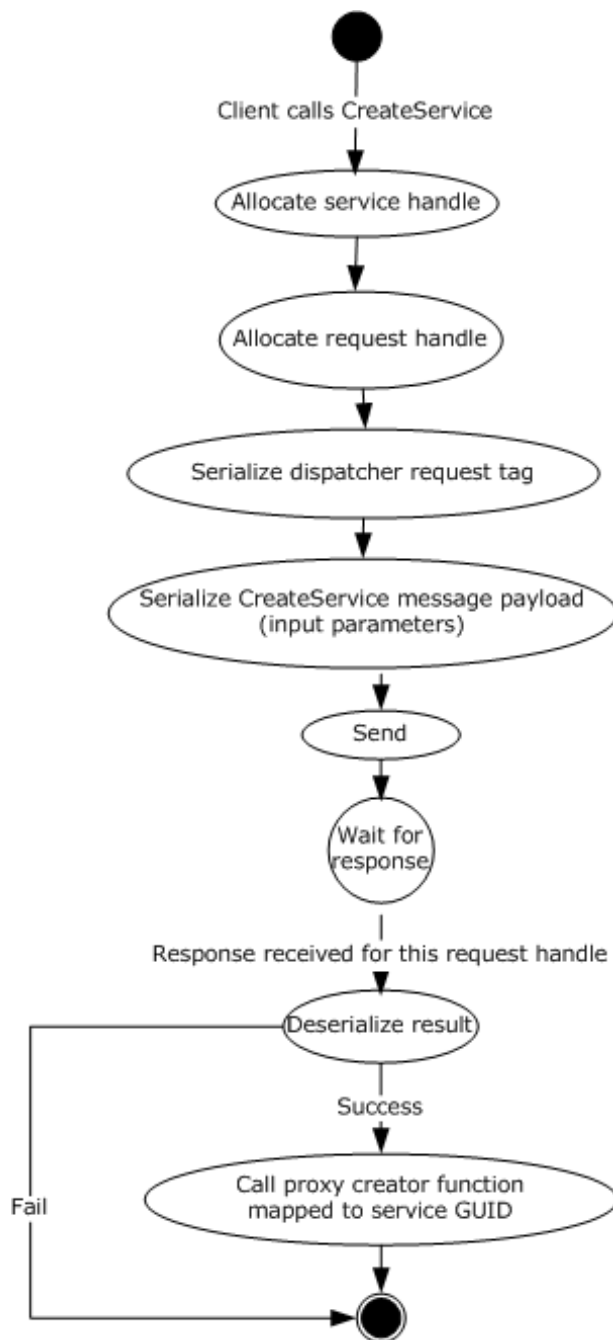 Client calls CreateService
Allocate service handle
Allocate request handle
Serialize dispatcher request tag
Serialize CreateService message payload
(input parameters)
Send
Wait for
response
Response received for this request handle
Deserialize result
Success
Call proxy creator function
mapped to service GUID
Fail